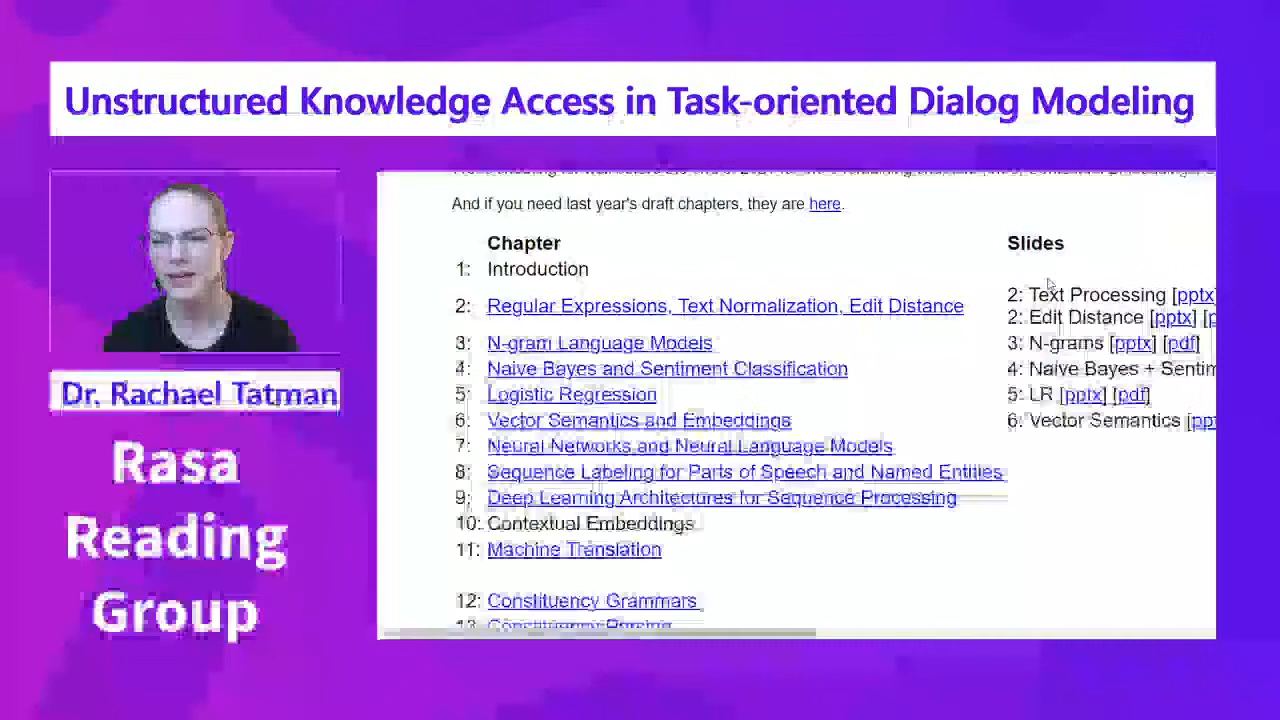 Unstructured Knowledge Access in Task-oriented Dialog Modeling
Dr. Rachael Tatman
Rasa
Reading
Group
And if you need last year's draft chapters, they are here.
Chapter
Slides
1: Introduction
2: Regular Expressions, Text Normalization, Edit Distance
2: Text Processing [pptx]
2: Edit Distance [pptx] [p
3: N-gram Language Models
3: N-grams [pptx] [pdf]
4: Naive Bayes and Sentiment Classification
4: Naive Bayes + Sentim
5: Logistic Regression
5: LR [pptx] [pdf]
6: Vector Semantics and Embeddings
6: Vector Semantics [ppt
7: Neural Networks and Neural Language Models
8: Sequence Labeling for Parts of Speech and Named Entities
9: Deep Learning Architectures for Sequence Processing
10: Contextual Embeddings
11: Machine Translation
12: Constituency Grammars
13: Constituency Parsing